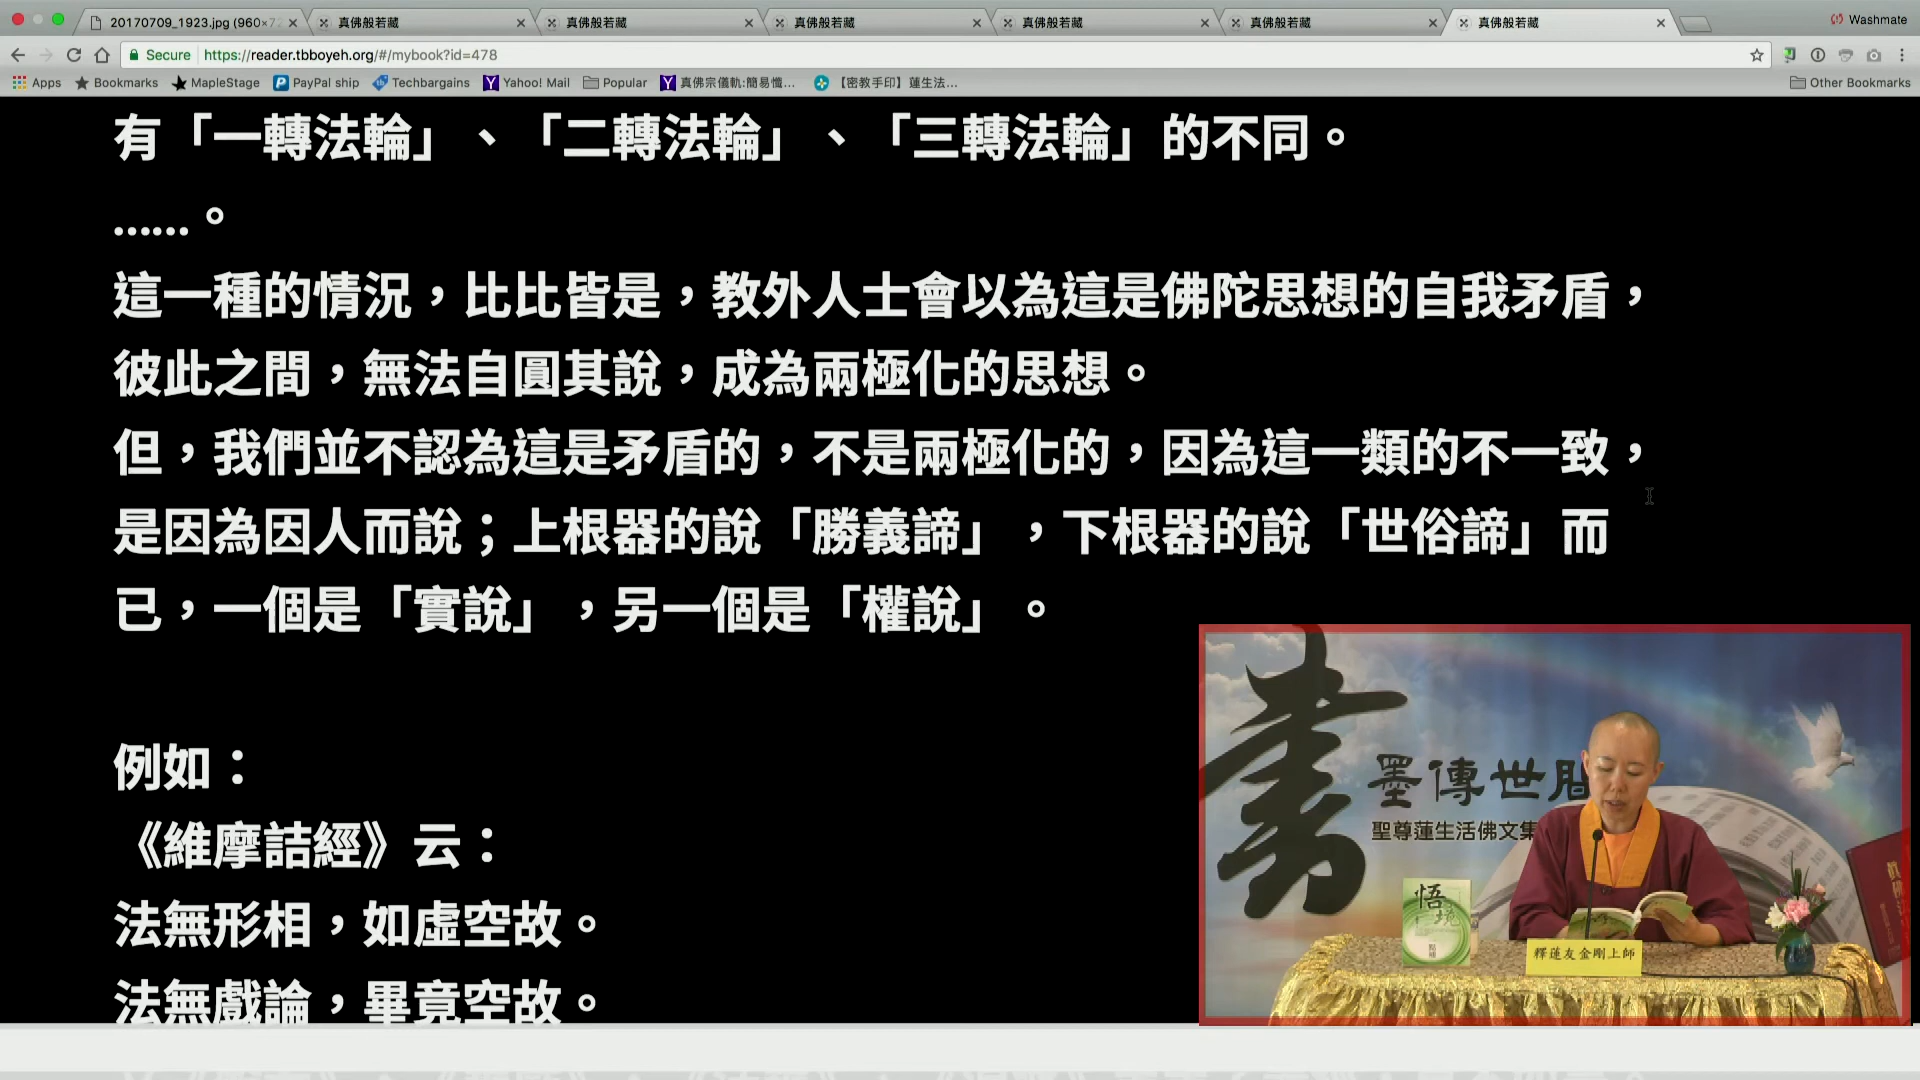 20170709_1923.jpg (960×72
真佛般若藏
真佛般若藏
真佛般若藏
真佛般若藏
真佛般若藏
真佛般若藏
Washmate
Secure https://reader.tbboyeh.org/#/mybook?id=478
Apps Bookmarks MapleStage PayPal ship Techbargains Yahoo! Mail Popular 真佛宗儀軌:簡易懺... 【密教手印】蓮生法... Other Bookmarks
有「一轉法輪」、「二轉法輪」、「三轉法輪」的不同。
……。
這一種的情況，比比皆是，教外人士會以為這是佛陀思想的自我矛盾，
彼此之間，無法自圓其說，成為兩極化的思想。
但，我們並不認為這是矛盾的，不是兩極化的，因為這一類的不一致，
是因為因人而說；上根器的說「勝義諦」，下根器的說「世俗諦」而
已，一個是「實說」，另一個是「權說」。
例如：
《維摩詰經》云：
法無形相，如虛空故。
法無戲論，畢竟空故。
書
墨傳世間
聖尊蓮生活佛文集
悟
釋蓮友金剛上師